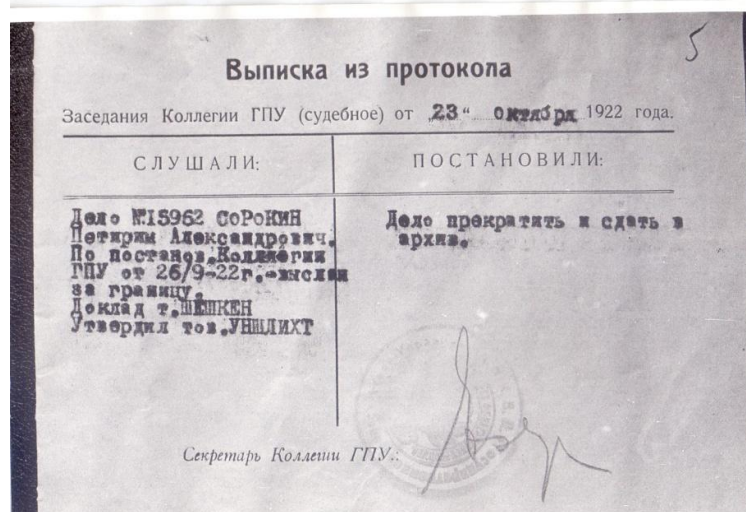 5
Выписка из протокола
Заседания Коллегии ГПУ (судебное) от „23“ октября 1922 года.
СЛУШАЛИ:
Дело №15962 СОРОКИН
Петирим Александрович.
По постанов.Коллегии
ГПУ от 26/9-22г.-выслан
за границу.
Доклад т.ШЕШКЕН
Утвердил тов.УНШЛИХТ
ПОСТАНОВИЛИ:
Дело прекратить и сдать в
архив.
Секретарь Коллегии ГПУ.: